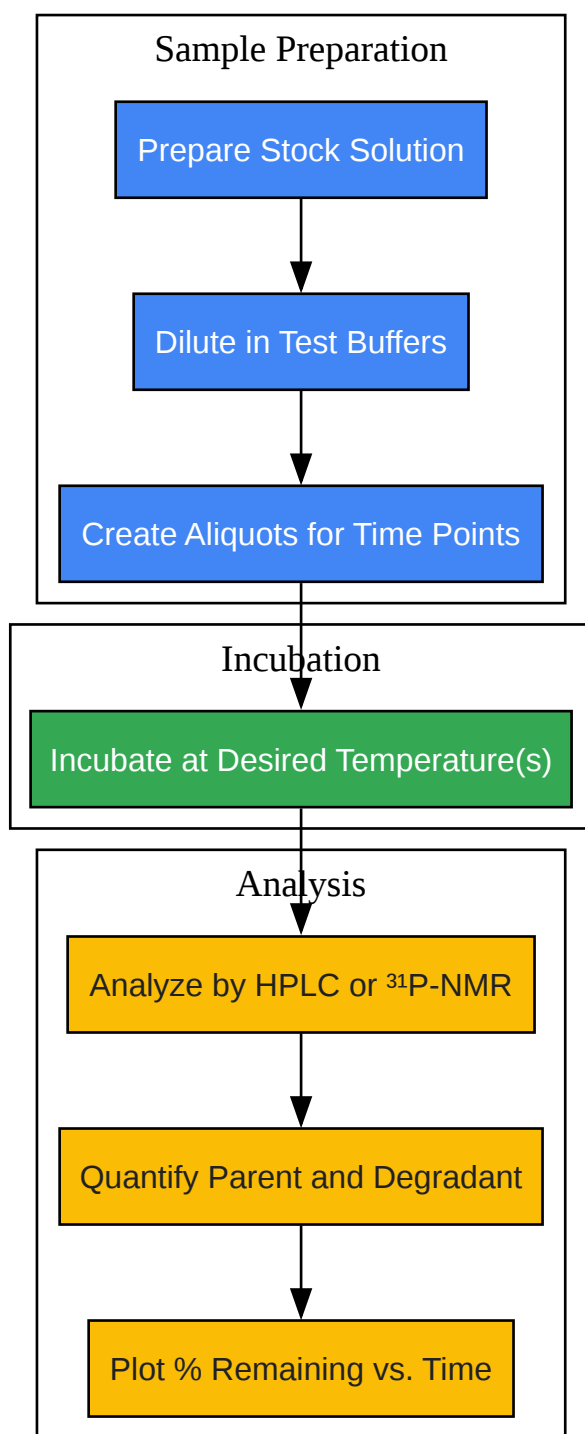 Sample Preparation
Prepare Stock Solution
Dilute in Test Buffers
Create Aliquots for Time Points
Incubation
Incubate at Desired Temperature(s)
Analysis
Analyze by HPLC or ³¹P-NMR
Quantify Parent and Degradant
Plot % Remaining vs. Time